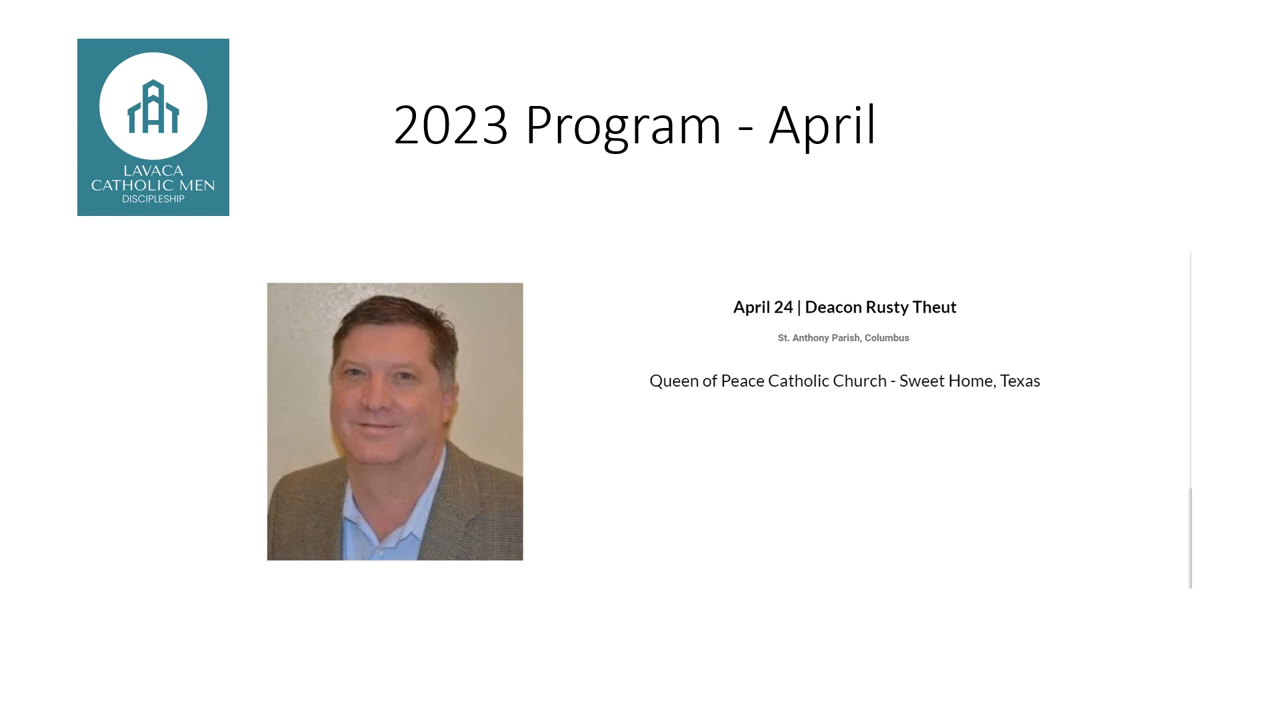 LAVACA
CATHOLIC MEN
DISCIPLESHIP
2023 Program - April
April 24 | Deacon Rusty Theut
St. Anthony Parish, Columbus
Queen of Peace Catholic Church - Sweet Home, Texas